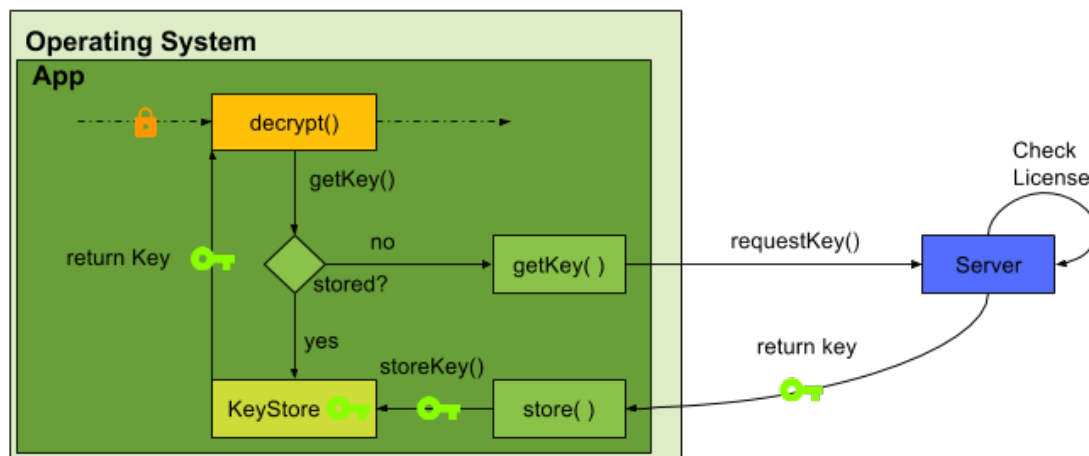 Operating System
App
decrypt()
getKey()
Check
License
no
requestKey()
return Key
getKey( )
Server
stored?
yes
return key
storeKey()
KeyStore
store( )